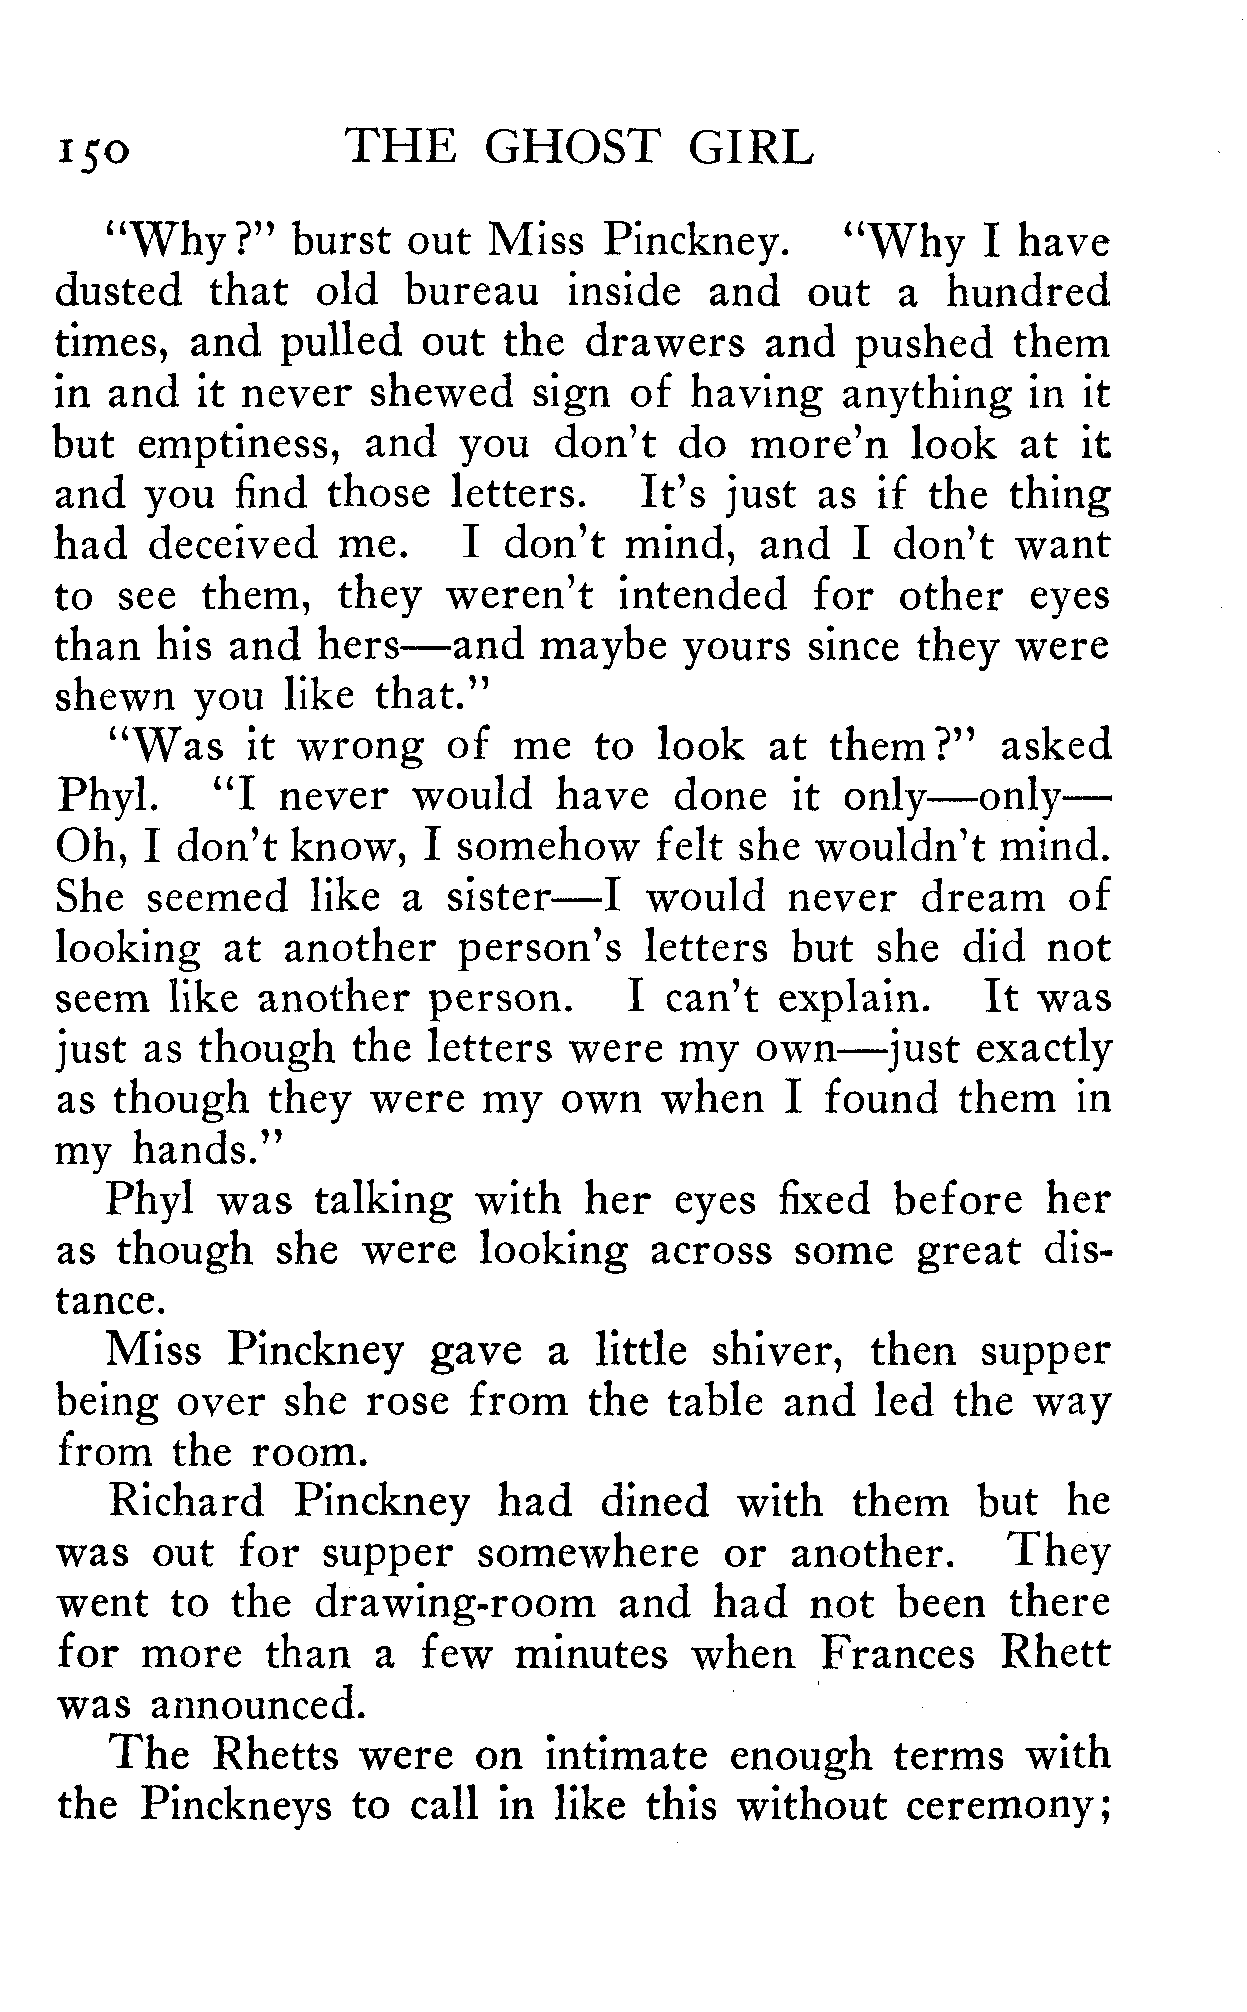 150 THE GHOST GIRL
"Why?" burst out Miss Pinckney. "Why I have
dusted that old bureau inside and out a hundred
times, and pulled out the drawers and pushed them
in and it never shewed sign of having anything in it
but emptiness, and you don't do more'n look at it
and you find those letters. It's just as if the thing
had deceived me. I don't mind, and I don't want
to see them, they weren't intended for other eyes
than his and hers—and maybe yours since they were
shewn you like that."
"Was it wrong of me to look at them?" asked
Phyl. "I never would have done it only—only—
Oh, I don't know, I somehow felt she wouldn't mind.
She seemed like a sister—I would never dream of
looking at another person's letters but she did not
seem like another person. I can't explain. It was
just as though the letters were my own—just exactly
as though they were my own when I found them in
my hands."
Phyl was talking with her eyes fixed before her
as though she were looking across some great dis-
tance.
Miss Pinckney gave a little shiver, then supper
being over she rose from the table and led the way
from the room.
Richard Pinckney had dined with them but he
was out for supper somewhere or another. They
went to the drawing-room and had not been there
for more than a few minutes when Frances Rhett
was announced.
The Rhetts were on intimate enough terms with
the Pinckneys to call in like this without ceremony;